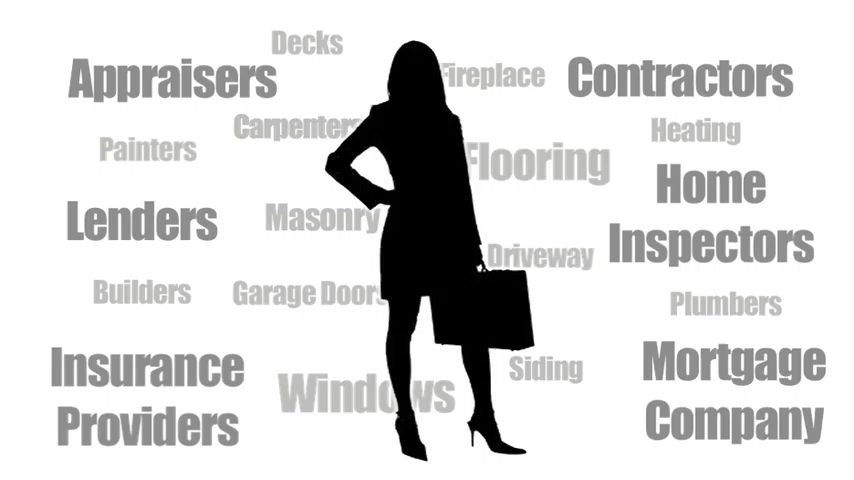 Decks
Appraisers
Fireplace
Contractors
Carpenters
Heating
Painters
Flooring
Home
Inspectors
Lenders
Masonry
Driveway
Builders
Garage Doors
Plumbers
Insurance
Providers
Siding
Mortgage
Company
Windows